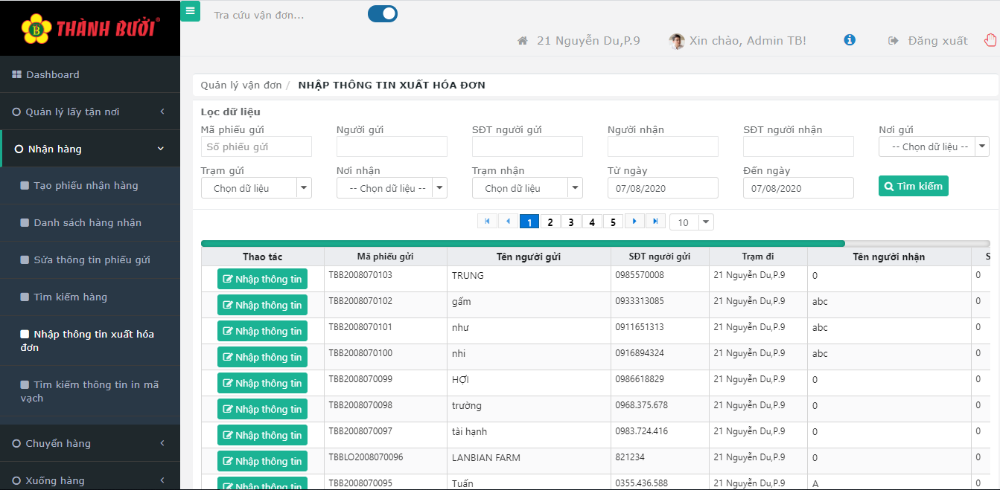 THÀNH BƯỞI®
B
Tra cứu vận đơn...
21 Nguyễn Du,P.9
Xin chào, Admin TB!
Đăng xuất
Dashboard
Quản lý lấy tận nơi
Nhận hàng
Tạo phiếu nhận hàng
Danh sách hàng nhận
Sửa thông tin phiếu gửi
Tìm kiếm hàng
Nhập thông tin xuất hóa
đơn
Tìm kiếm thông tin in mã
vạch
Chuyển hàng
Xuống hàng
Quản lý vận đơn / NHẬP THÔNG TIN XUẤT HÓA ĐƠN
Lọc dữ liệu
Mã phiếu gửi Người gửi SĐT người gửi Người nhận SĐT người nhận Nơi gửi
Số phiếu gửi -- Chọn dữ liệu --
Trạm gửi Nơi nhận Trạm nhận Từ ngày Đến ngày
Chọn dữ liệu -- Chọn dữ liệu -- Chọn dữ liệu 07/08/2020 07/08/2020 Tìm kiếm
1 2 3 4 5 10
Thao tác Mã phiếu gửi Tên người gửi SĐT người gửi Trạm đi Tên người nhận S
Nhập thông tin TBB2008070103 TRUNG 0985570008 21 Nguyễn Du,P.9 0 0
Nhập thông tin TBB2008070102 gấm 0933313085 21 Nguyễn Du,P.9 abc 0
Nhập thông tin TBB2008070101 như 0911651313 21 Nguyễn Du,P.9 abc 0
Nhập thông tin TBB2008070100 nhi 0916894324 21 Nguyễn Du,P.9 abc 0
Nhập thông tin TBB2008070099 HỢI 0986618829 21 Nguyễn Du,P.9 0 0
Nhập thông tin TBB2008070098 trường 0968.375.678 21 Nguyễn Du,P.9 0 0
Nhập thông tin TBB2008070097 tài hạnh 0983.724.416 21 Nguyễn Du,P.9 0 0
Nhập thông tin TBBLO2008070096 LANBIAN FARM 821234 21 Nguyễn Du,P.9 0 0
Nhập thông tin TBB2008070095 Tuấn 0355.436.588 21 Nguyễn Du,P.9 A 0